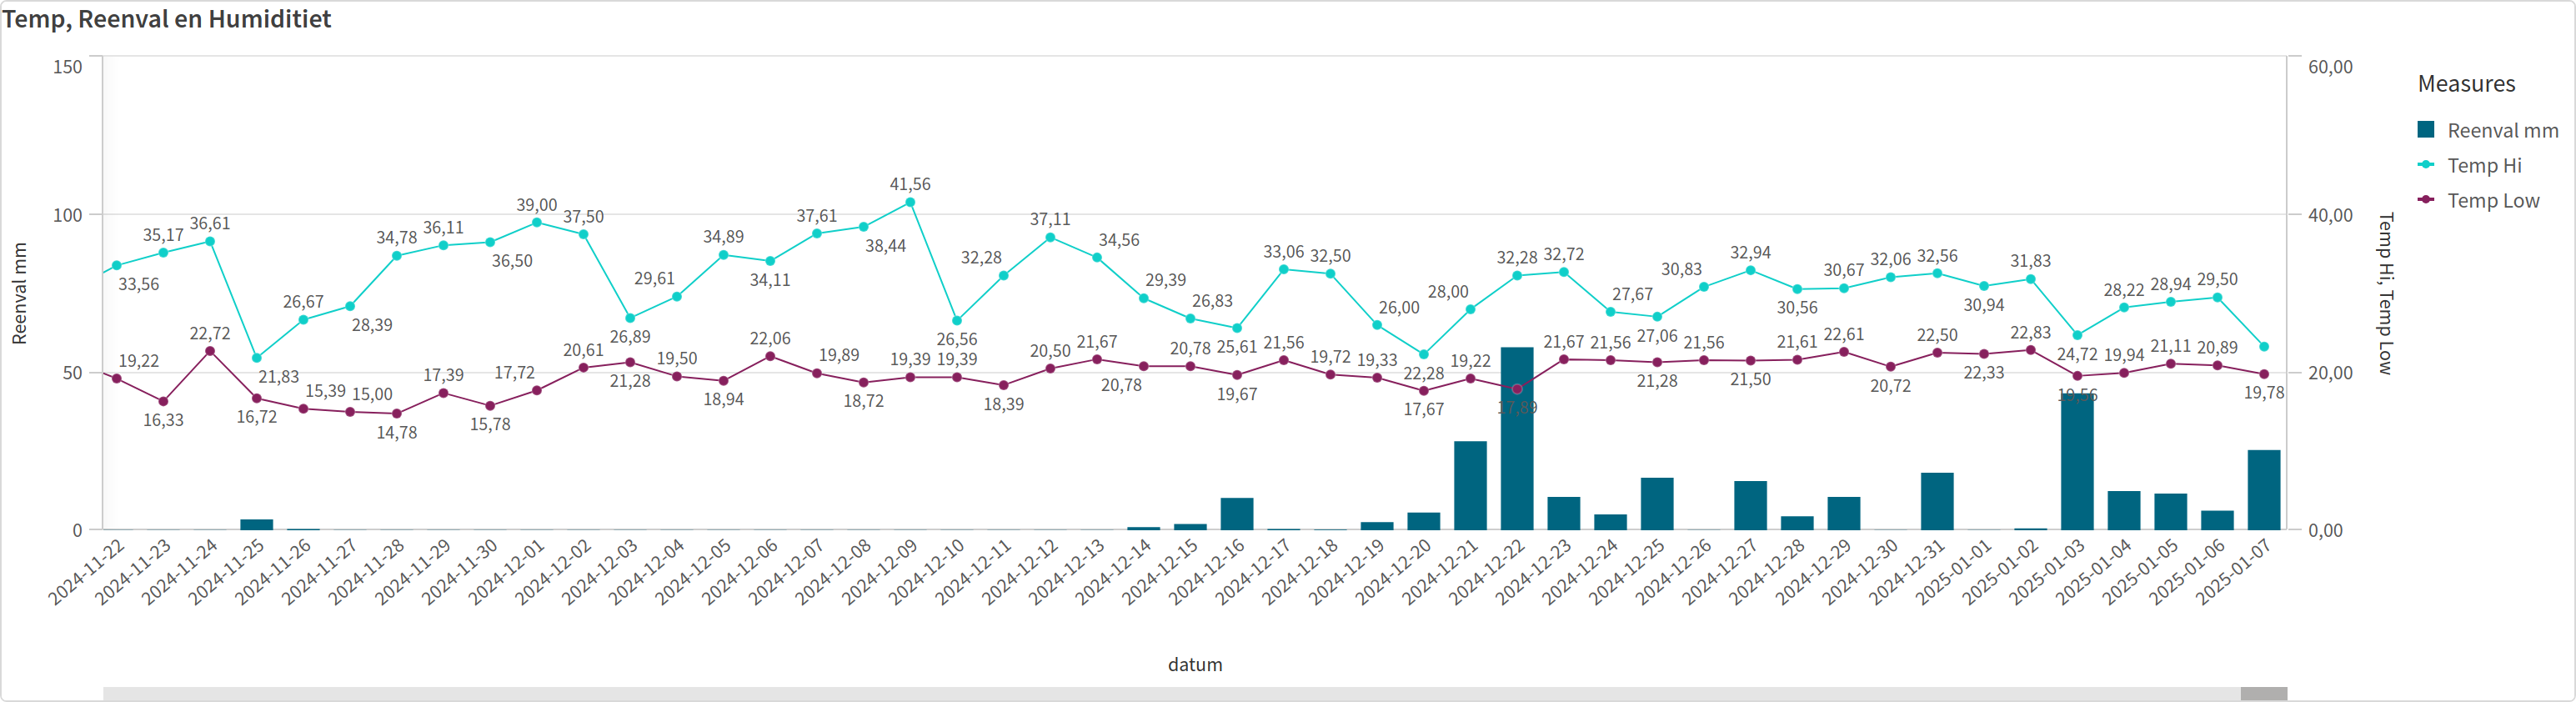 Temp, Reenval en Humiditiet
150
100
50
0
Reenval mm
60,00
40,00
20,00
0,00
Temp Hi, Temp Low
Measures
Reenval mm
Temp Hi
Temp Low
33,56 35,17 36,61 21,83 26,67 28,39 34,78 36,11 36,50 39,00 37,50 26,89 29,61 34,89 34,11 37,61 38,44 41,56 26,56 32,28 37,11 34,56 29,39 26,83 25,61 33,06 32,50 26,00 22,28 28,00 32,28 32,72 27,67 27,06 30,83 32,94 30,56 30,67 32,06 32,56 30,94 31,83 24,72 28,22 28,94 29,50
19,22 16,33 22,72 16,72 15,39 15,00 14,78 17,39 15,78 17,72 20,61 21,28 19,50 18,94 22,06 19,89 18,72 19,39 19,39 18,39 20,50 21,67 20,78 20,78 19,67 21,56 19,72 19,33 17,67 19,22 17,89 21,67 21,56 21,28 21,56 21,50 21,61 22,61 20,72 22,50 22,33 22,83 19,56 19,94 21,11 20,89 19,78
2024-11-22 2024-11-23 2024-11-24 2024-11-25 2024-11-26 2024-11-27 2024-11-28 2024-11-29 2024-11-30 2024-12-01 2024-12-02 2024-12-03 2024-12-04 2024-12-05 2024-12-06 2024-12-07 2024-12-08 2024-12-09 2024-12-10 2024-12-11 2024-12-12 2024-12-13 2024-12-14 2024-12-15 2024-12-16 2024-12-17 2024-12-18 2024-12-19 2024-12-20 2024-12-21 2024-12-22 2024-12-23 2024-12-24 2024-12-25 2024-12-26 2024-12-27 2024-12-28 2024-12-29 2024-12-30 2024-12-31 2025-01-01 2025-01-02 2025-01-03 2025-01-04 2025-01-05 2025-01-06 2025-01-07
datum